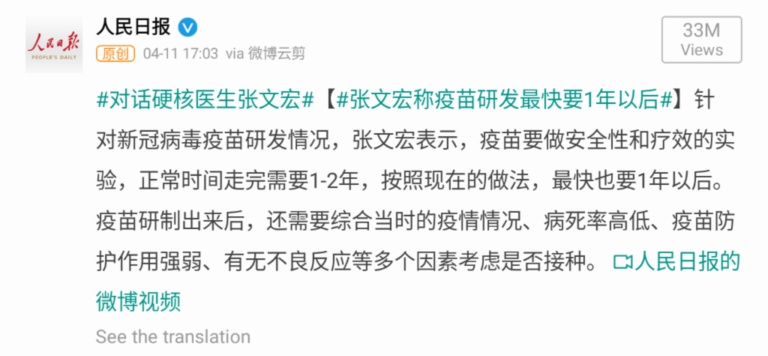 人民日报
人民日报
PEOPLE'S DAILY
原创 04-11 17:03 via 微博云剪
33M
Views
#对话硬核医生张文宏#【#张文宏称疫苗研发最快要1年以后#】针
对新冠病毒疫苗研发情况，张文宏表示，疫苗要做安全性和疗效的实
验，正常时间走完需要1-2年，按照现在的做法，最快也要1年以后。
疫苗研制出来后，还需要综合当时的疫情情况、病死率高低、疫苗防
护作用强弱、有无不良反应等多个因素考虑是否接种。 人民日报的
微博视频
See the translation